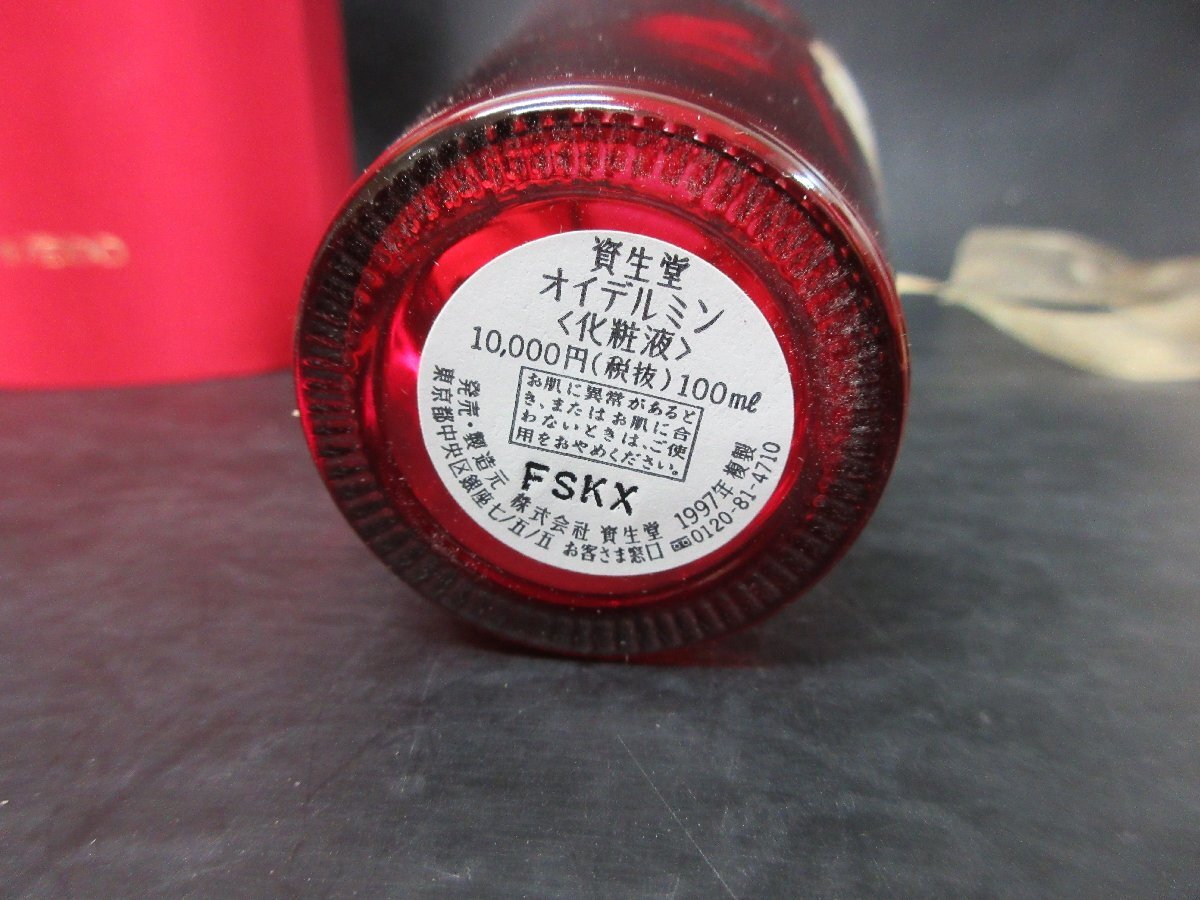 資生堂
オイデルミン
<化粧液>
10,000円(税抜)100mℓ
お肌に異常があると
き、またはお肌に合
わないときは、ご使
用をおやめください。
FSKX
1997年 複製
発売元・製造元 株式会社 資生堂
東京都中央区銀座七/五/五 お客さま窓口 0120-81-4710